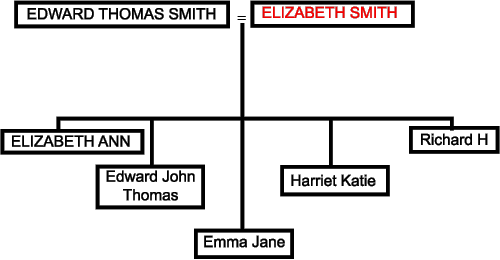 EDWARD THOMAS SMITH = ELIZABETH SMITH
ELIZABETH ANN
Edward John
Thomas
Emma Jane
Harriet Katie
Richard H